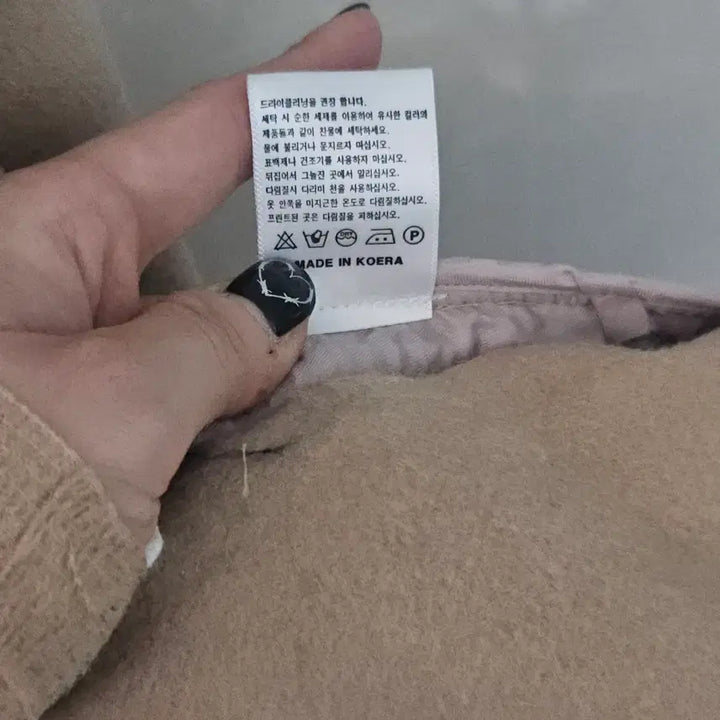 드라이클리닝을 권장 합니다.
세탁 시 순한 세제를 이용하여 유사한 컬러의
제품들과 같이 찬물에 세탁하세요.
물에 불리거나 문지르지 마십시오.
표백제나 건조기를 사용하지 마십시오.
뒤집어서 그늘진 곳에서 말리십시오.
다림질시 다리미 천을 사용하십시오.
옷 안쪽을 미지근한 온도로 다림질하십시오.
프린트된 곳은 다림질을 피하십시오.
P
MADE IN KOERA